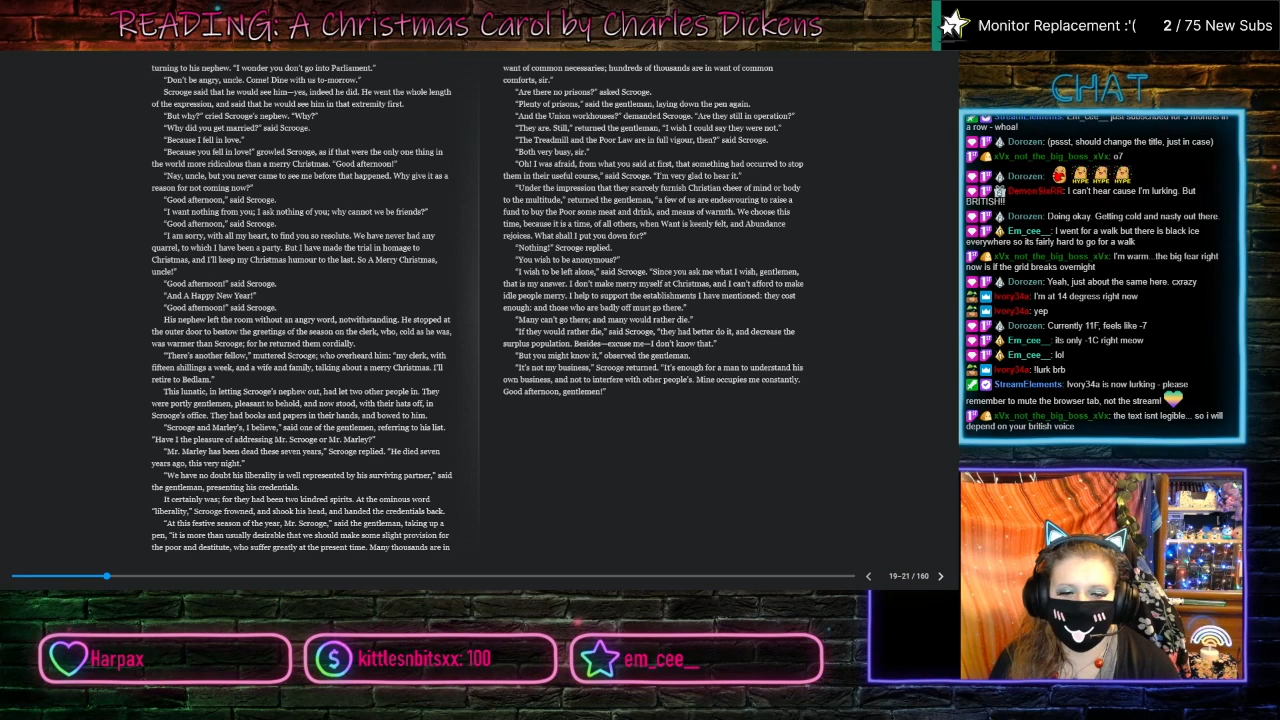 READING: A Christmas Carol by Charles Dickens
Monitor Replacement :'(
2 / 75 New Subs
turning to his nephew. “I wonder you don't go into Parliament.”
“Don't be angry, uncle. Come! Dine with us to-morrow.”
Scrooge said that he would see him—yes, indeed he did. He went the whole length
of the expression, and said that he would see him in that extremity first.
“But why?” cried Scrooge's nephew. “Why?”
“Why did you get married?” said Scrooge.
“Because I fell in love.”
“Because you fell in love!” growled Scrooge, as if that were the only one thing in
the world more ridiculous than a merry Christmas. “Good afternoon!”
“Nay, uncle, but you never came to see me before that happened. Why give it as a
reason for not coming now?”
“Good afternoon,” said Scrooge.
“I want nothing from you; I ask nothing of you; why cannot we be friends?”
“Good afternoon,” said Scrooge.
“I am sorry, with all my heart, to find you so resolute. We have never had any
quarrel, to which I have been a party. But I have made the trial in homage to
Christmas, and I'll keep my Christmas humour to the last. So A Merry Christmas,
uncle!”
“Good afternoon!” said Scrooge.
“And A Happy New Year!”
“Good afternoon!” said Scrooge.
His nephew left the room without an angry word, notwithstanding. He stopped at
the outer door to bestow the greetings of the season on the clerk, who, cold as he was,
was warmer than Scrooge; for he returned them cordially.
“There's another fellow,” muttered Scrooge; who overheard him: “my clerk, with
fifteen shillings a week, and a wife and family, talking about a merry Christmas. I'll
retire to Bedlam.”
This lunatic, in letting Scrooge's nephew out, had let two other people in. They
were portly gentlemen, pleasant to behold, and now stood, with their hats off, in
Scrooge's office. They had books and papers in their hands, and bowed to him.
“Scrooge and Marley's, I believe,” said one of the gentlemen, referring to his list.
“Have I the pleasure of addressing Mr. Scrooge or Mr. Marley?”
“Mr. Marley has been dead these seven years,” Scrooge replied. “He died seven
years ago, this very night.”
“We have no doubt his liberality is well represented by his surviving partner,” said
the gentleman, presenting his credentials.
It certainly was; for they had been two kindred spirits. At the ominous word
“liberality,” Scrooge frowned, and shook his head, and handed the credentials back.
“At this festive season of the year, Mr. Scrooge,” said the gentleman, taking up a
pen, “it is more than usually desirable that we should make some slight provision for
the poor and destitute, who suffer greatly at the present time. Many thousands are in
want of common necessaries; hundreds of thousands are in want of common
comforts, sir.”
“Are there no prisons?” asked Scrooge.
“Plenty of prisons,” said the gentleman, laying down the pen again.
“And the Union workhouses?” demanded Scrooge. “Are they still in operation?”
“They are. Still,” returned the gentleman, “I wish I could say they were not.”
“The Treadmill and the Poor Law are in full vigour, then?” said Scrooge.
“Both very busy, sir.”
“Oh! I was afraid, from what you said at first, that something had occurred to stop
them in their useful course,” said Scrooge. “I'm very glad to hear it.”
“Under the impression that they scarcely furnish Christian cheer of mind or body
to the multitude,” returned the gentleman, “a few of us are endeavouring to raise a
fund to buy the Poor some meat and drink, and means of warmth. We choose this
time, because it is a time, of all others, when Want is keenly felt, and Abundance
rejoices. What shall I put you down for?”
“Nothing!” Scrooge replied.
“You wish to be anonymous?”
“I wish to be left alone,” said Scrooge. “Since you ask me what I wish, gentlemen,
that is my answer. I don't make merry myself at Christmas, and I can't afford to make
idle people merry. I help to support the establishments I have mentioned: they cost
enough: and those who are badly off must go there.”
“Many can't go there; and many would rather die.”
“If they would rather die,” said Scrooge, “they had better do it, and decrease the
surplus population. Besides—excuse me—I don't know that.”
“But you might know it,” observed the gentleman.
“It's not my business,” Scrooge returned. “It's enough for a man to understand his
own business, and not to interfere with other people's. Mine occupies me constantly.
Good afternoon, gentlemen!”
19–21 / 160
CHAT
StreamElements: Em_cee__ just subscribed for 3 months in
a row - whoa!
Dorozen: (pssst, should change the title, just in case)
xVx_not_the_big_boss_xVx: o7
Dorozen: HYPE HYPE HYPE
DemonSixRR: I can't hear cause I'm lurking. But
BRITISH!!
Dorozen: Doing okay. Getting cold and nasty out there.
Em_cee__: I went for a walk but there is black ice
everywhere so its fairly hard to go for a walk
xVx_not_the_big_boss_xVx: I'm warm...the big fear right
now is if the grid breaks overnight
Dorozen: Yeah, just about the same here. cxrazy
Ivory34a: I'm at 14 degress right now
Ivory34a: yep
Dorozen: Currently 11F, feels like -7
Em_cee__: its only -1C right meow
Em_cee__: lol
Ivory34a: !lurk brb
StreamElements: Ivory34a is now lurking - please
remember to mute the browser tab, not the stream!
xVx_not_the_big_boss_xVx: the text isnt legible... so i will
depend on your british voice
Harpax
kittlesnbitsxx: 100
em_cee__